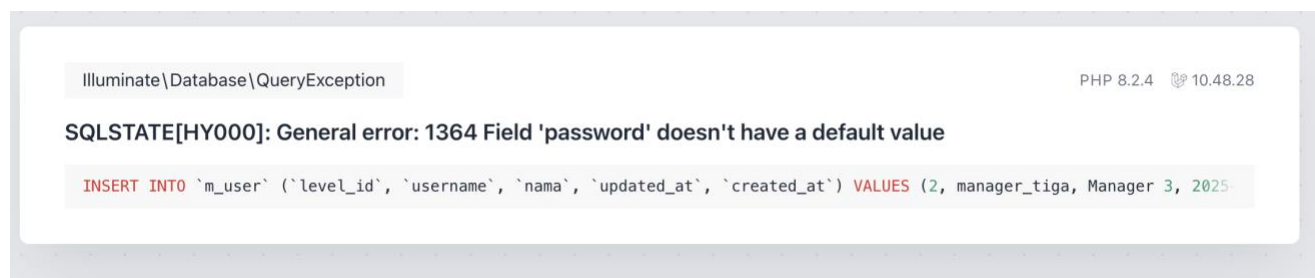 Illuminate\Database\QueryException
PHP 8.2.4 10.48.28
SQLSTATE[HY000]: General error: 1364 Field 'password' doesn't have a default value
INSERT INTO `m_user` (`level_id`, `username`, `nama`, `updated_at`, `created_at`) VALUES (2, manager_tiga, Manager 3, 2025-